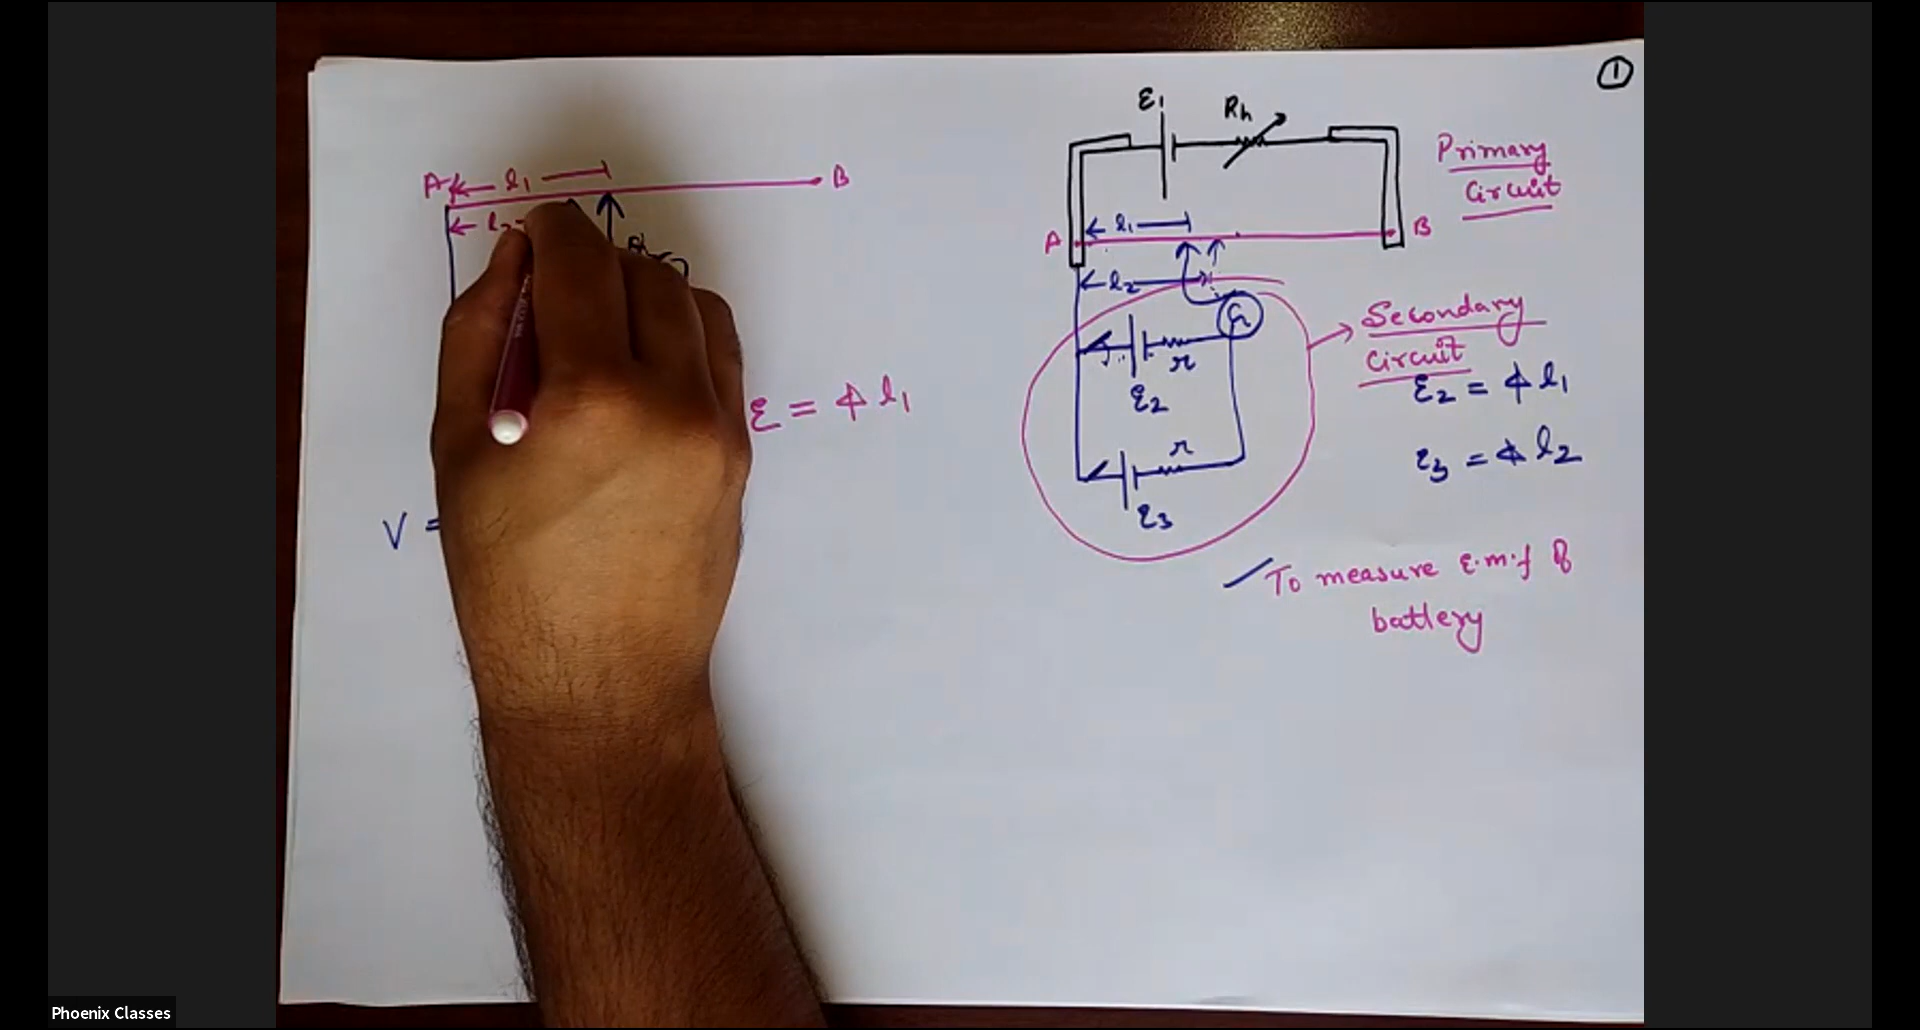 ①
ε₁
Rh
Primary
Circuit
A
l₁
B
l₂
ε = ϕ l₁
V =
A
l₁
B
l₂
G
r
ε₂
r
ε₃
Secondary
Circuit
ε₂ = ϕ l₁
ε₃ = ϕ l₂
To measure e.m.f of
battery
Phoenix Classes